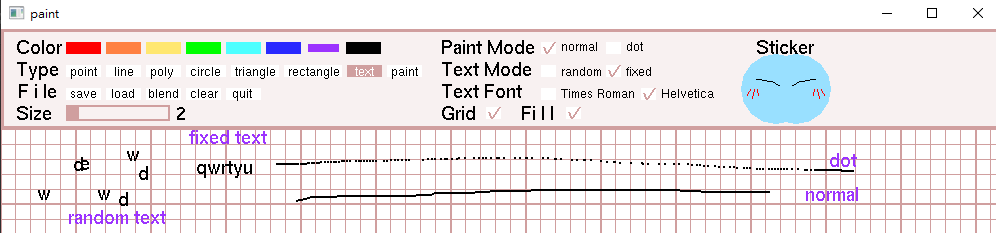 paint
Color
Paint Mode normal dot
Sticker
Type point line poly circle triangle rectangle text paint
Text Mode random fixed
File save load blend clear quit
Text Font Times Roman Helvetica
Size 2
Grid Fill
fixed text
w
d
qwrtyu
dot
w
w
d
normal
random text